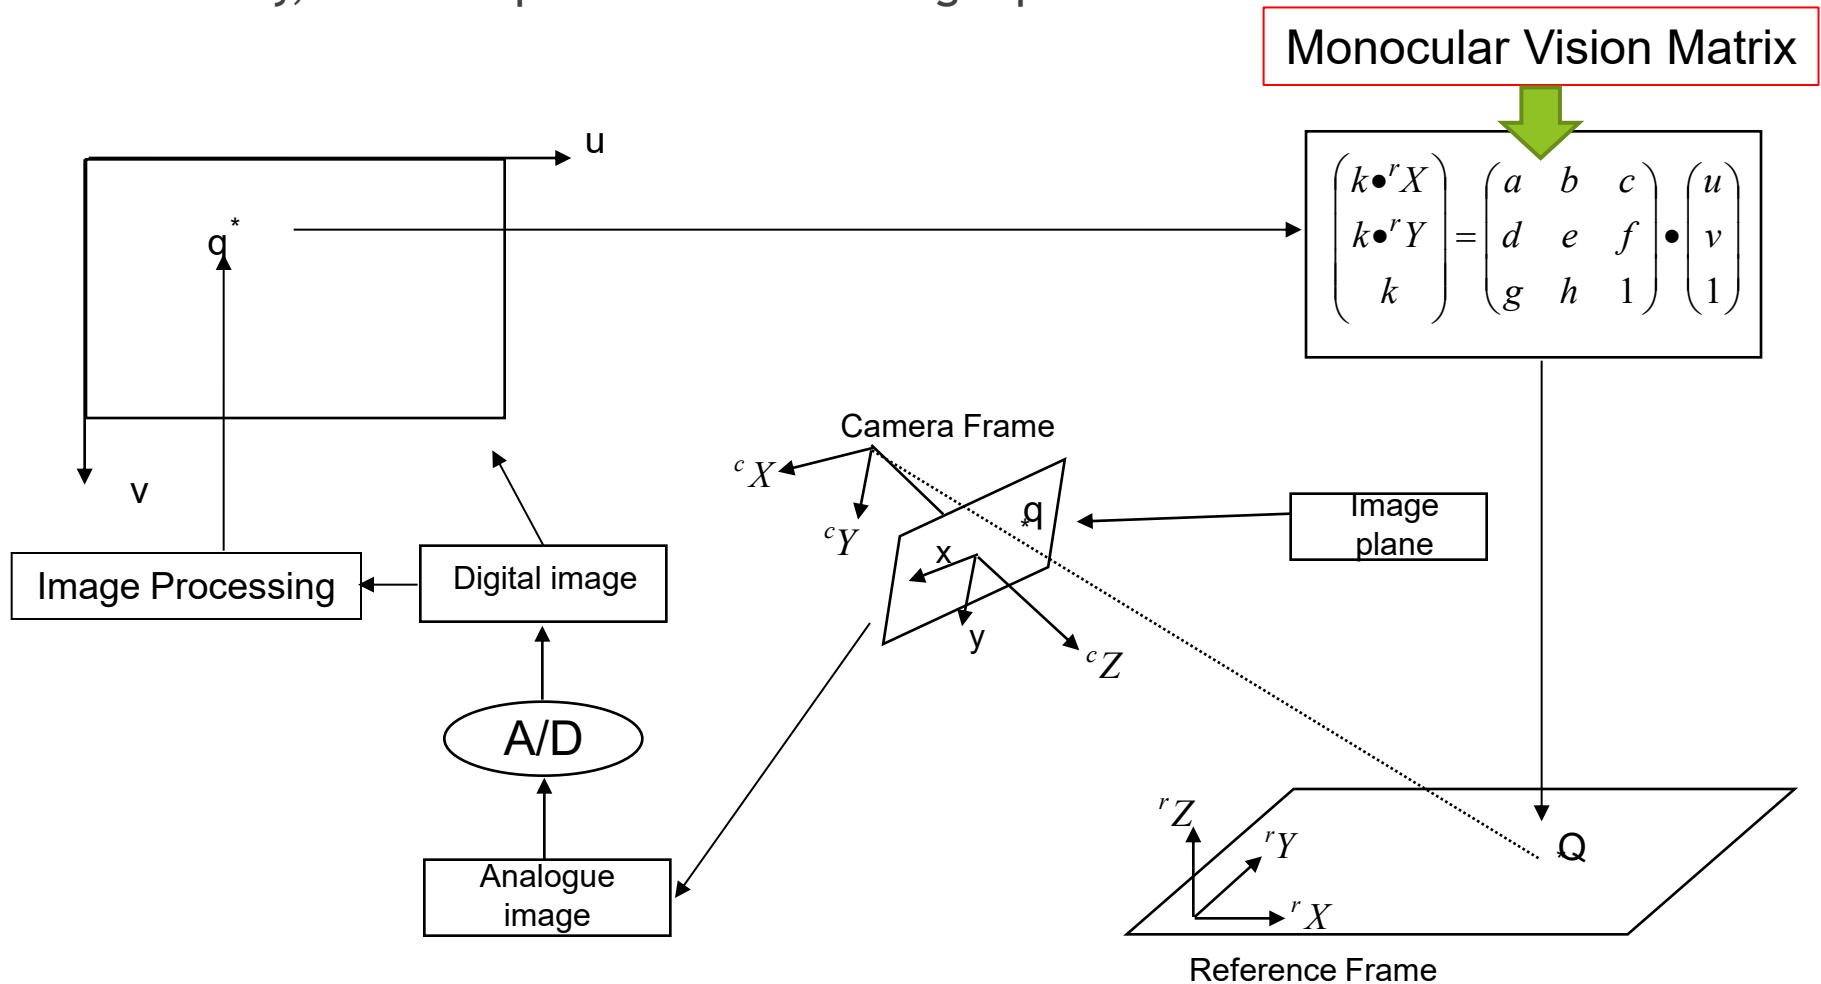 Monocular Vision Matrix
u
k•ʳX a b c u
q* k•ʳY = d e f • v
k g h 1 1
Camera Frame
ᶜX
v
ᶜY
*q
Image
plane
x
Image Processing
Digital image
y
ᶜZ
A/D
ʳZ
ʳY
*Q
Analogue
image
ʳX
Reference Frame